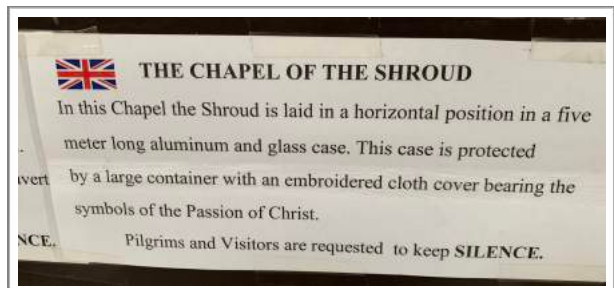 THE CHAPEL OF THE SHROUD
In this Chapel the Shroud is laid in a horizontal position in a five
meter long aluminum and glass case. This case is protected
by a large container with an embroidered cloth cover bearing the
symbols of the Passion of Christ.
Pilgrims and Visitors are requested to keep SILENCE.